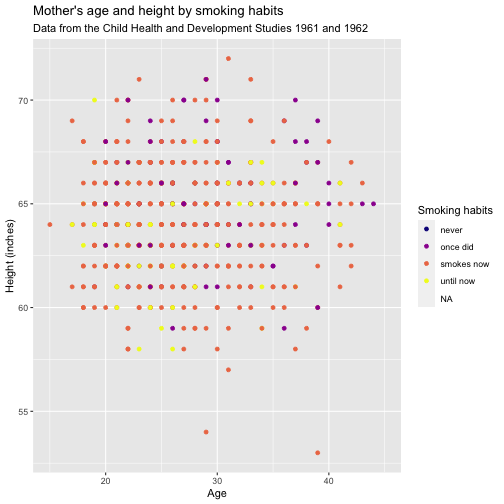 Mother's age and height by smoking habits
Data from the Child Health and Development Studies 1961 and 1962
Height (inches)
70
65
60
55
20
30
40
Age
Smoking habits
never
once did
smokes now
until now
NA